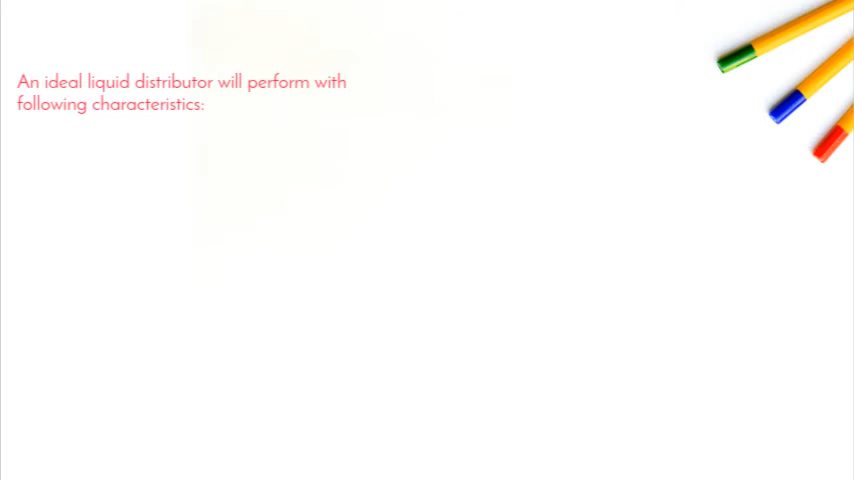 An ideal liquid distributor will perform with
following characteristics: